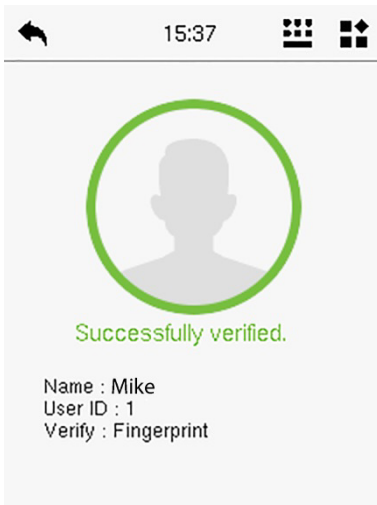 15:37
Successfully verified.
Name : Mike
User ID : 1
Verify : Fingerprint